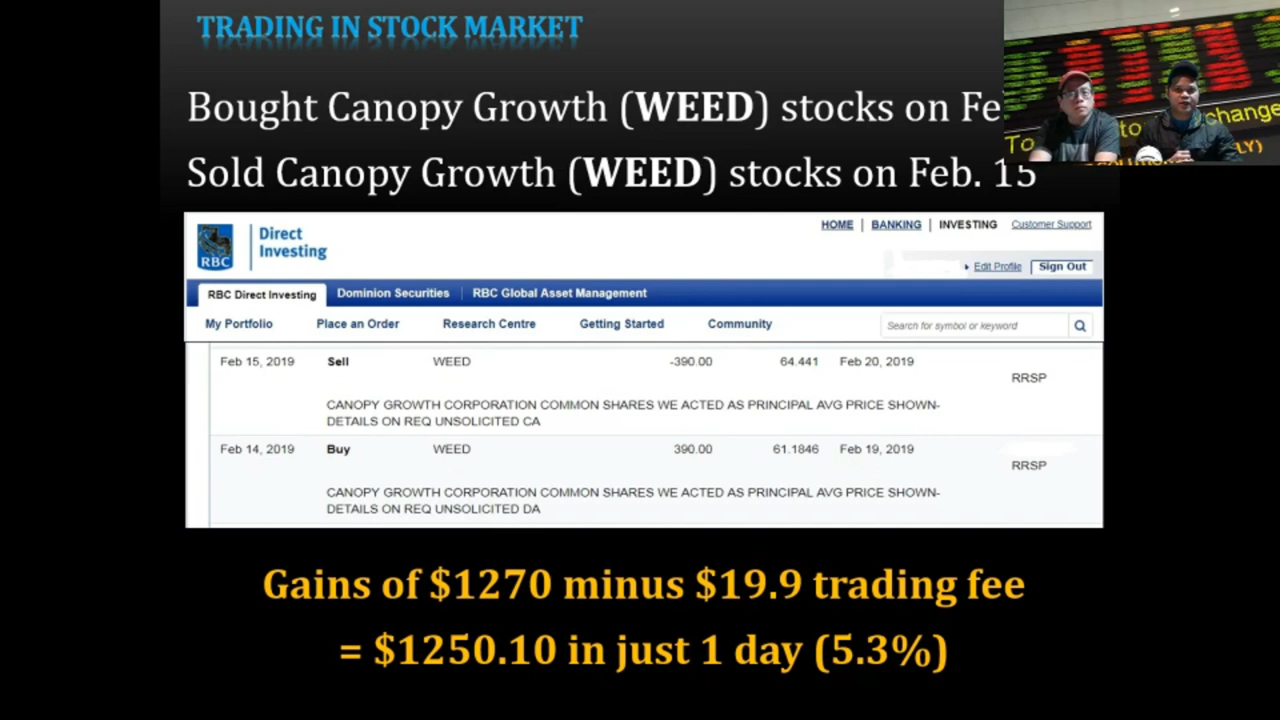 TRADING IN STOCK MARKET
Bought Canopy Growth (WEED) stocks on Fe
Sold Canopy Growth (WEED) stocks on Feb. 15
change
To to
LY)
RBC
Direct
Investing
HOME | BANKING | INVESTING Customer Support
Edit Profile Sign Out
RBC Direct Investing Dominion Securities RBC Global Asset Management
My Portfolio Place an Order Research Centre Getting Started Community Search for symbol or keyword
Feb 15, 2019 Sell WEED -390.00 64.441 Feb 20, 2019
RRSP
CANOPY GROWTH CORPORATION COMMON SHARES WE ACTED AS PRINCIPAL AVG PRICE SHOWN-
DETAILS ON REQ UNSOLICITED CA
Feb 14, 2019 Buy WEED 390.00 61.1846 Feb 19, 2019
RRSP
CANOPY GROWTH CORPORATION COMMON SHARES WE ACTED AS PRINCIPAL AVG PRICE SHOWN-
DETAILS ON REQ UNSOLICITED DA
Gains of $1270 minus $19.9 trading fee
= $1250.10 in just 1 day (5.3%)